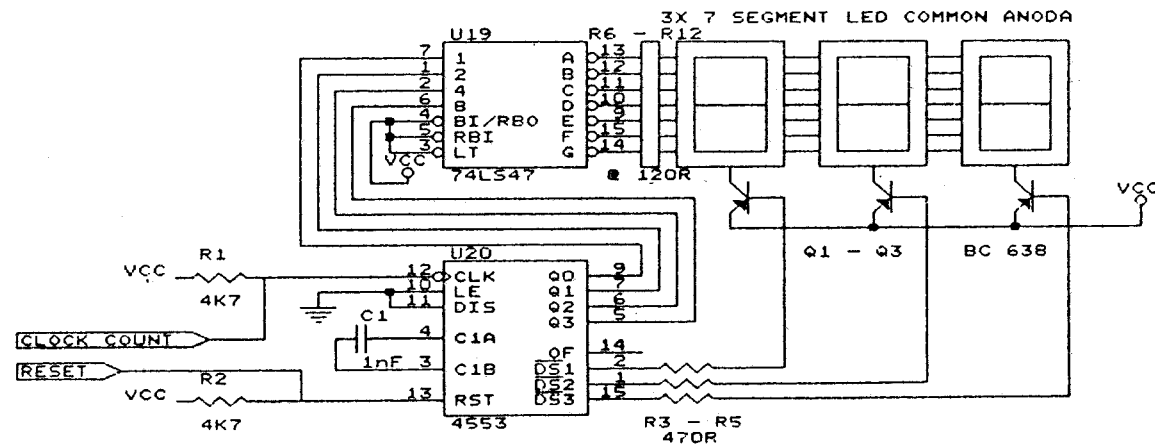 3X 7 SEGMENT LED COMMON ANODA
U19
R6 - R12
7 1 A 13
1 2 B 12
2 4 C 11
6 8 D 10
4 BI/RBO E 9
5 RBI F 15
3 LT G 14
VCC
74LS47
@ 120R
VCC
Q1 - Q3 BC 638
U20
R1
VCC
4K7
12 CLK Q0 9
10 LE Q1 7
11 DIS Q2 6
Q3 5
C1
CLOCK COUNT
4 C1A
OF 14
1nF
3 C1B DS1 2
RESET
R2
DS2 1
VCC
13 RST DS3 15
4K7
4553
R3 - R5
470R